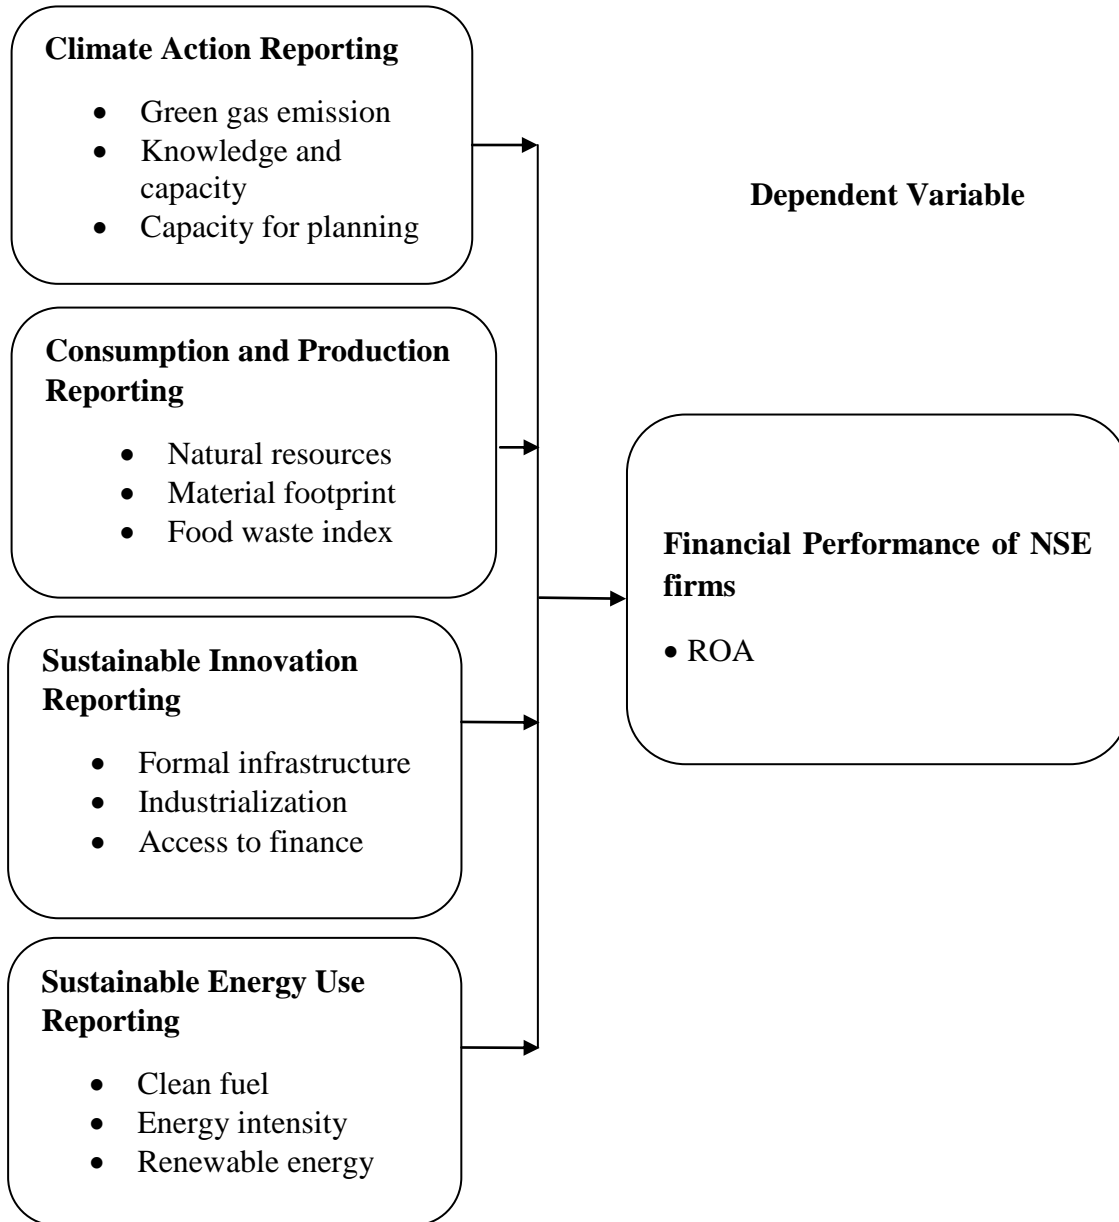 Climate Action Reporting
• Green gas emission
• Knowledge and
capacity
• Capacity for planning
Dependent Variable
Consumption and Production
Reporting
• Natural resources
• Material footprint
• Food waste index
Financial Performance of NSE
firms
• ROA
Sustainable Innovation
Reporting
• Formal infrastructure
• Industrialization
• Access to finance
Sustainable Energy Use
Reporting
• Clean fuel
• Energy intensity
• Renewable energy